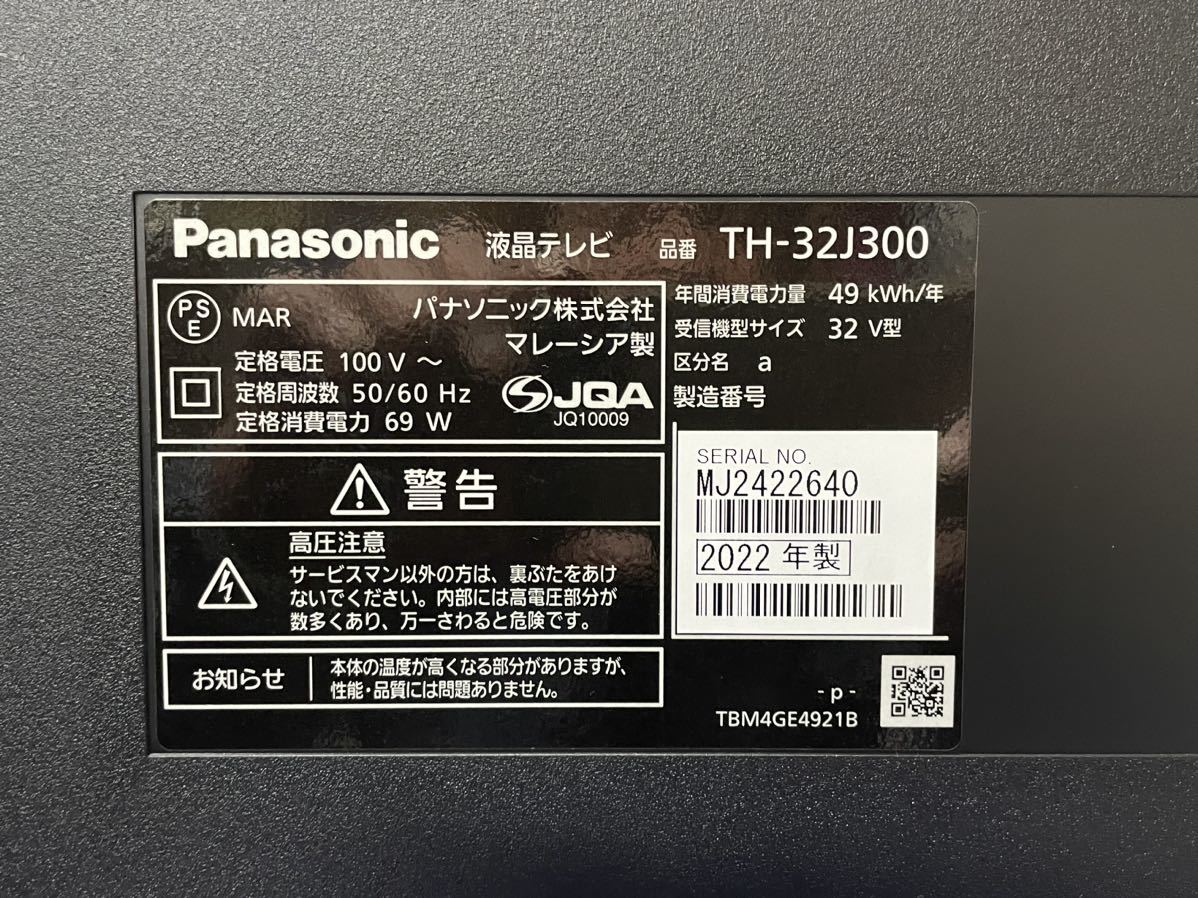 Panasonic 液晶テレビ 品番 TH-32J300
PS
E
MAR
パナソニック株式会社
マレーシア製
定格電圧 100 V ～
定格周波数 50/60 Hz
定格消費電力 69 W
JQA
JQ10009
年間消費電力量 49 kWh/年
受信機型サイズ 32 V型
区分名 a
製造番号
SERIAL NO.
MJ2422640
2022 年製
警告
高圧注意
サービスマン以外の方は、裏ぶたをあけ
ないでください。内部には高電圧部分が
数多くあり、万一さわると危険です。
お知らせ
本体の温度が高くなる部分がありますが、
性能・品質には問題ありません。
- p -
TBM4GE4921B